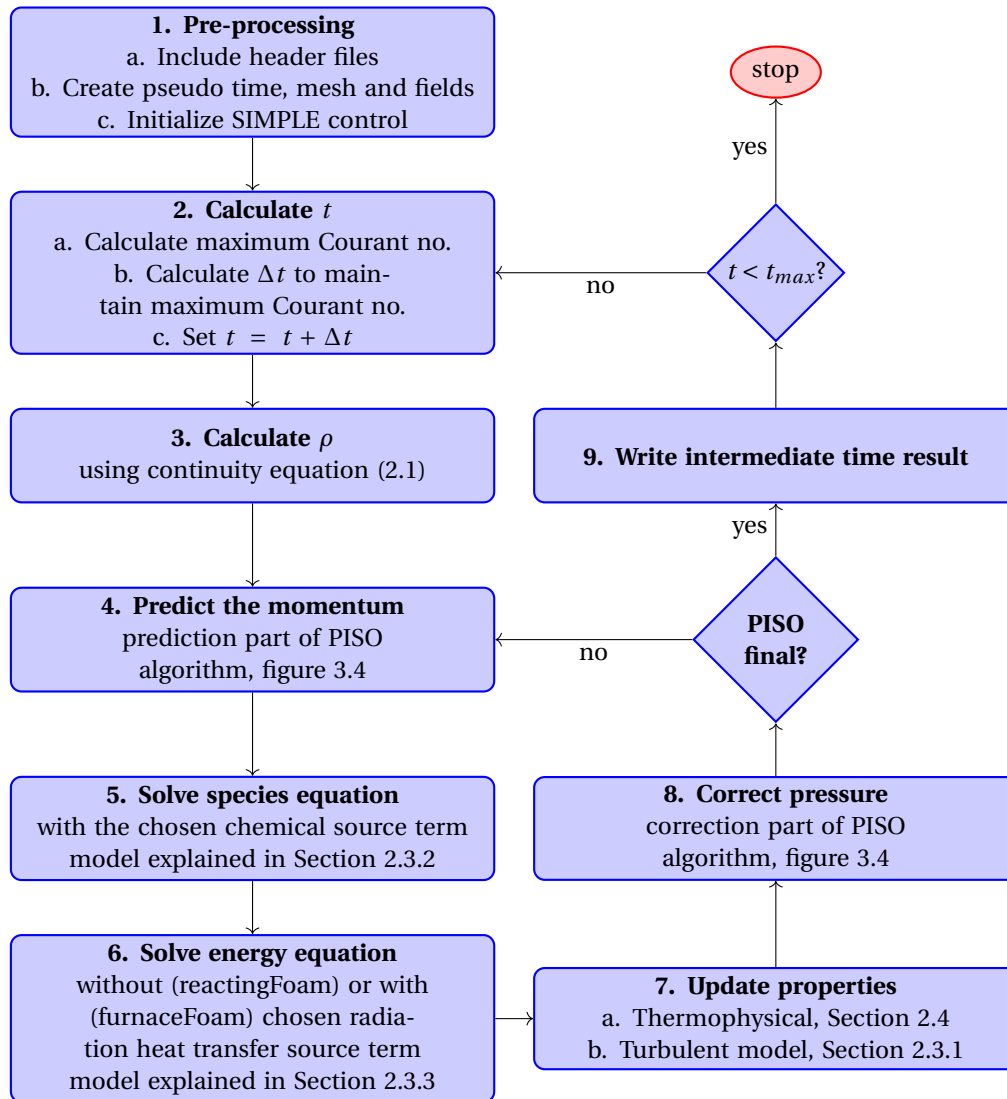 1. Pre-processing
a. Include header files
b. Create pseudo time, mesh and fields
c. Initialize SIMPLE control
2. Calculate t
a. Calculate maximum Courant no.
b. Calculate Δt to main-
tain maximum Courant no.
c. Set t = t + Δt
3. Calculate ρ
using continuity equation (2.1)
4. Predict the momentum
prediction part of PISO
algorithm, figure 3.4
5. Solve species equation
with the chosen chemical source term
model explained in Section 2.3.2
6. Solve energy equation
without (reactingFoam) or with
(furnaceFoam) chosen radia-
tion heat transfer source term
model explained in Section 2.3.3
7. Update properties
a. Thermophysical, Section 2.4
b. Turbulent model, Section 2.3.1
8. Correct pressure
correction part of PISO
algorithm, figure 3.4
PISO
final?
no
yes
9. Write intermediate time result
t < tmax?
no
yes
stop